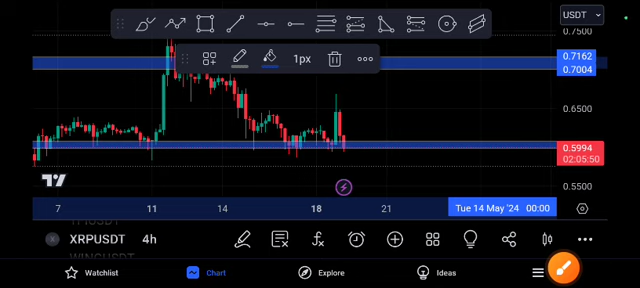 USDT
0.7500
0.7162
0.7004
1px
0.6500
0.5994
02:05:50
0.5500
7
11
14
18
21
Tue 14 May '24 00:00
XRPUSDT
4h
Watchlist
Chart
Explore
Ideas